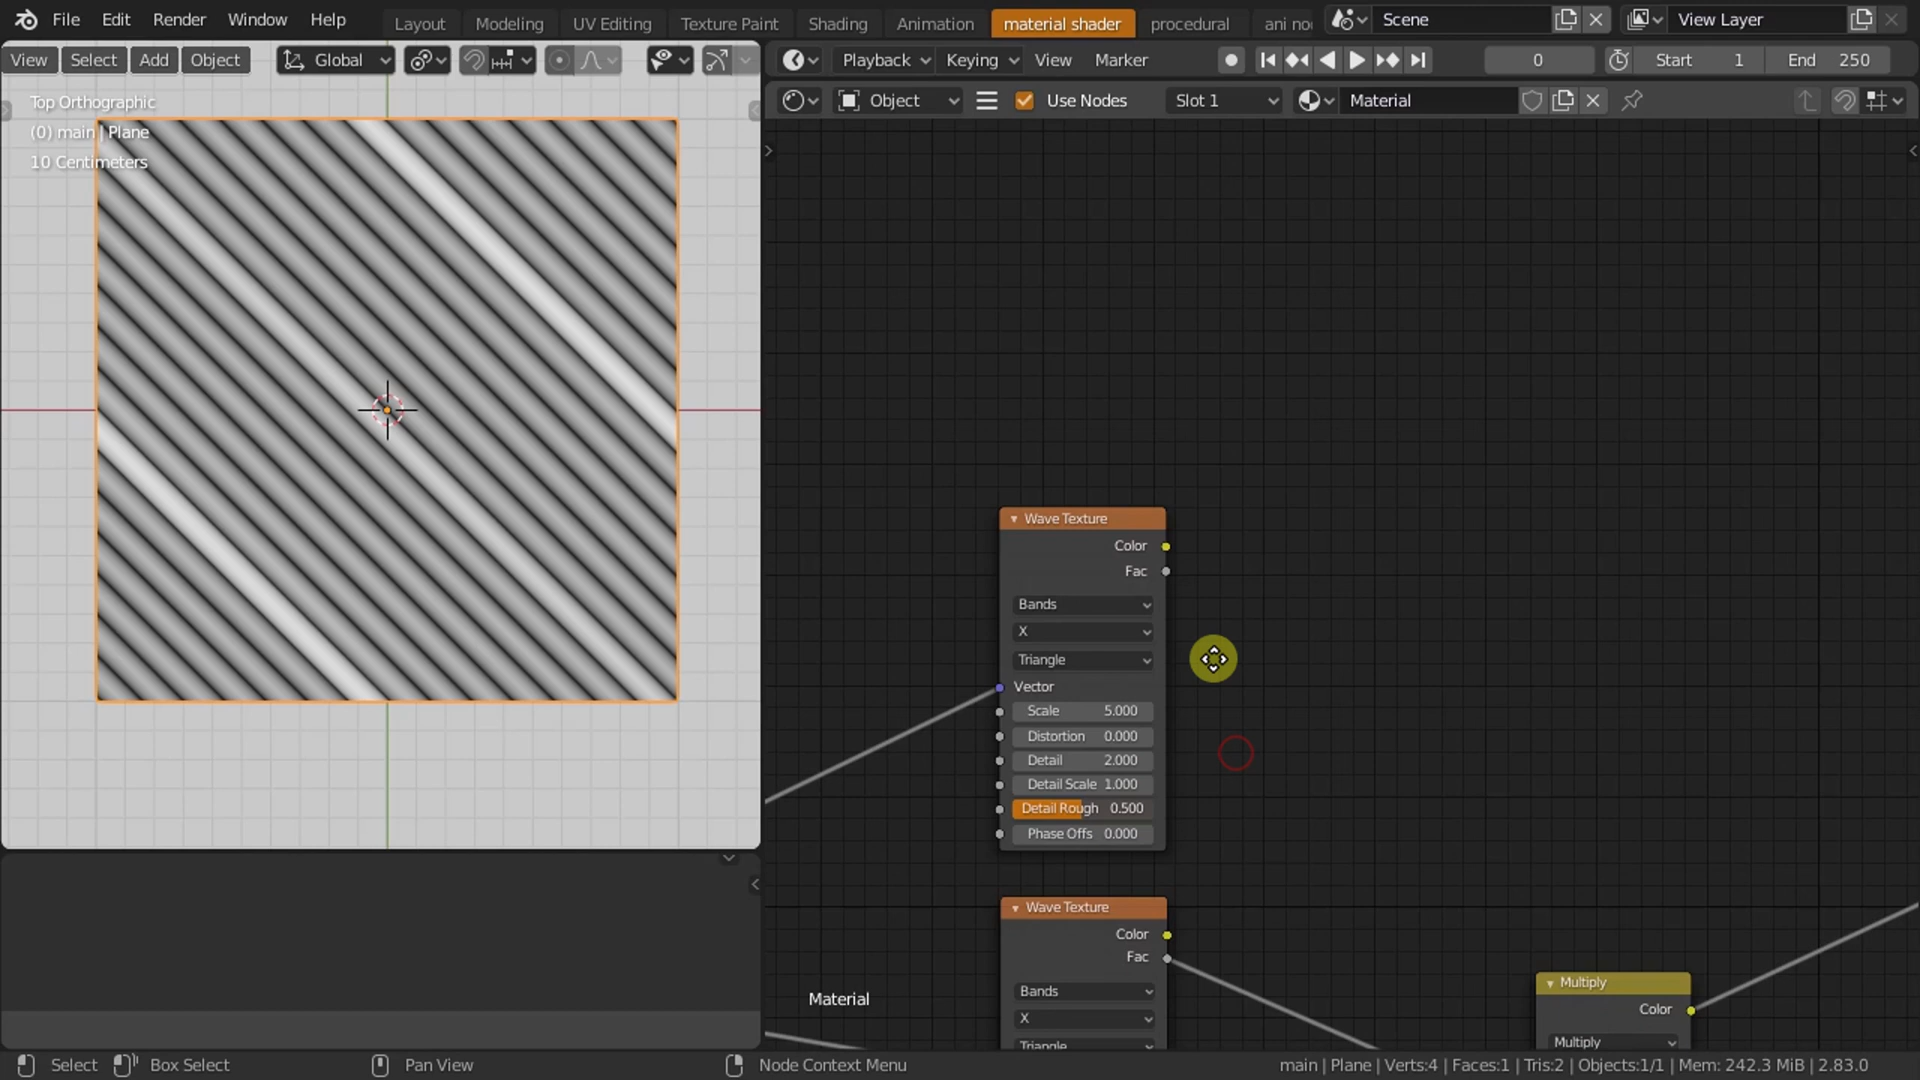 File Edit Render Window Help Layout Modeling UV Editing Texture Paint Shading Animation material shader procedural ani no Scene View Layer
View Select Add Object Global Playback Keying View Marker 0 Start 1 End 250
Object Use Nodes Slot 1 Material
Top Orthographic
(0) main | Plane
10 Centimeters
Wave Texture
Color
Fac
Bands
X
Triangle
Vector
Scale 5.000
Distortion 0.000
Detail 2.000
Detail Scale 1.000
Detail Rough 0.500
Phase Offs 0.000
Wave Texture
Color
Fac
Bands
X
Triangle
Multiply
Color
Multiply
Material
Select Box Select Pan View Node Context Menu main | Plane | Verts:4 | Faces:1 | Tris:2 | Objects:1/1 | Mem: 242.3 MiB | 2.83.0